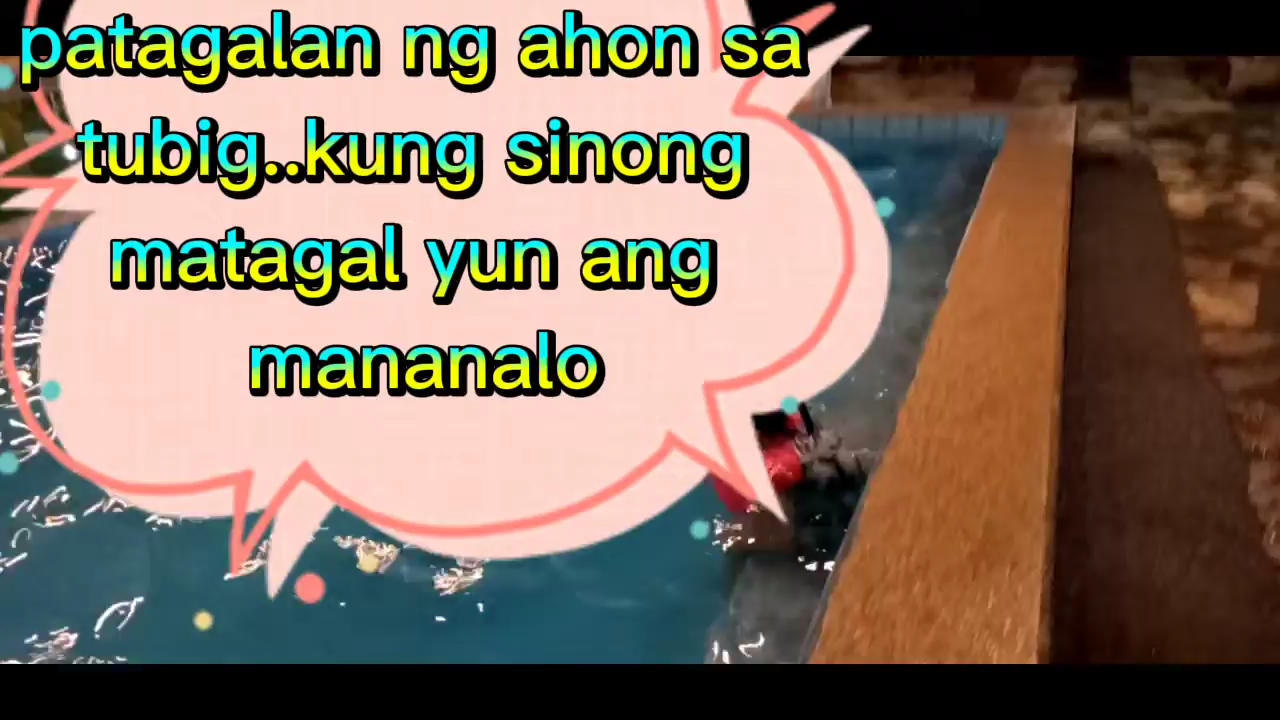 patagalan ng ahon sa
tubig..kung sinong
matagal yun ang
mananalo